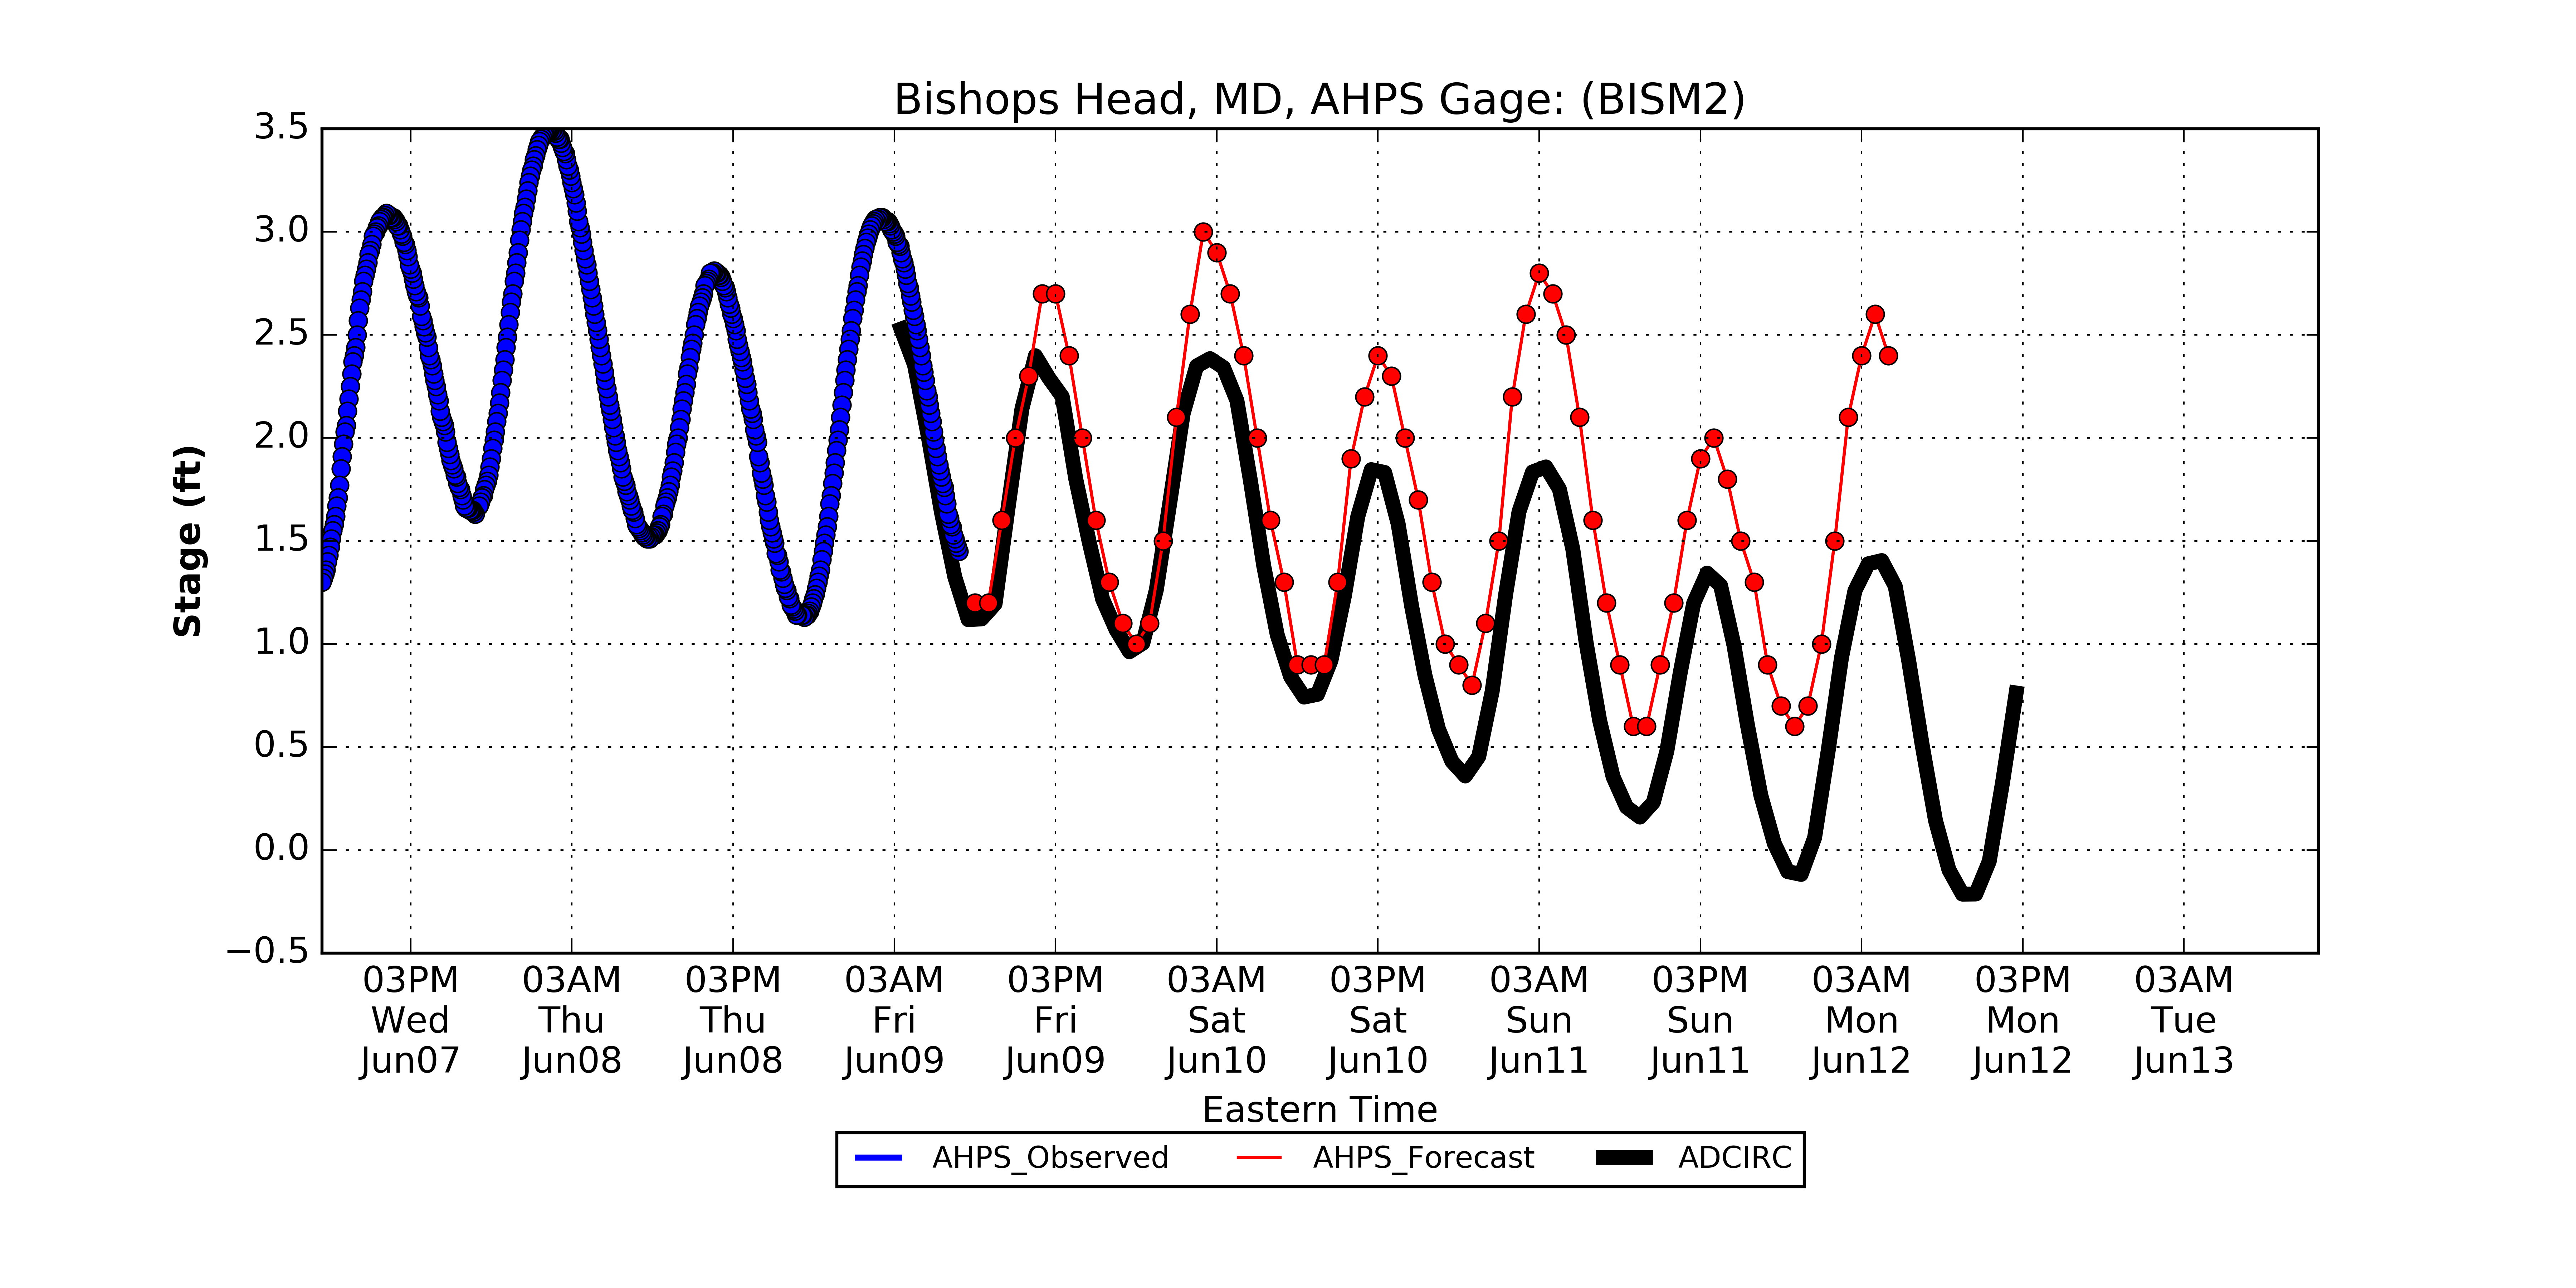 Bishops Head, MD, AHPS Gage: (BISM2)
Stage (ft)
3.5
3.0
2.5
2.0
1.5
1.0
0.5
0.0
−0.5
03PM 03AM 03PM 03AM 03PM 03AM 03PM 03AM 03PM 03AM 03PM 03AM
Wed Thu Thu Fri Fri Sat Sat Sun Sun Mon Mon Tue
Jun07 Jun08 Jun08 Jun09 Jun09 Jun10 Jun10 Jun11 Jun11 Jun12 Jun12 Jun13
Eastern Time
AHPS_Observed AHPS_Forecast ADCIRC